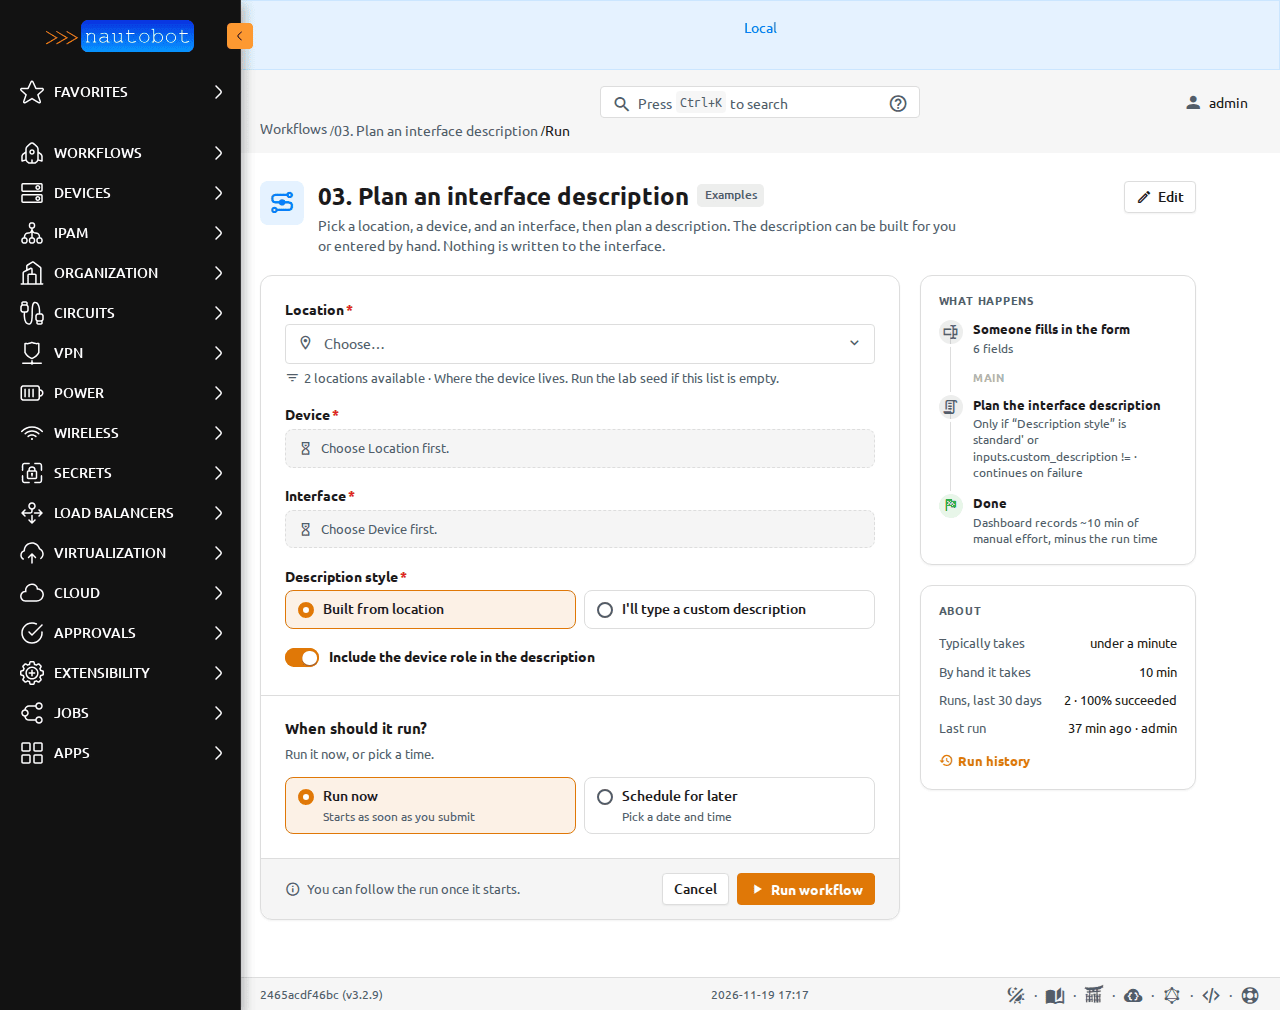 >>> nautobot
Local
FAVORITES
WORKFLOWS
DEVICES
IPAM
ORGANIZATION
CIRCUITS
VPN
POWER
WIRELESS
SECRETS
LOAD BALANCERS
VIRTUALIZATION
CLOUD
APPROVALS
EXTENSIBILITY
JOBS
APPS
Press Ctrl+K to search
admin
Workflows /03. Plan an interface description /Run
03. Plan an interface description Examples
Edit
Pick a location, a device, and an interface, then plan a description. The description can be built for you
or entered by hand. Nothing is written to the interface.
Location*
Choose...
2 locations available · Where the device lives. Run the lab seed if this list is empty.
Device*
Choose Location first.
Interface*
Choose Device first.
Description style*
Built from location
I'll type a custom description
Include the device role in the description
When should it run?
Run it now, or pick a time.
Run now
Starts as soon as you submit
Schedule for later
Pick a date and time
You can follow the run once it starts.
Cancel
Run workflow
WHAT HAPPENS
Someone fills in the form
6 fields
MAIN
Plan the interface description
Only if “Description style” is
standard' or
inputs.custom_description != ·
continues on failure
Done
Dashboard records ~10 min of
manual effort, minus the run time
ABOUT
Typically takes under a minute
By hand it takes 10 min
Runs, last 30 days 2 · 100% succeeded
Last run 37 min ago · admin
Run history
2465acdf46bc (v3.2.9)
2026-11-19 17:17